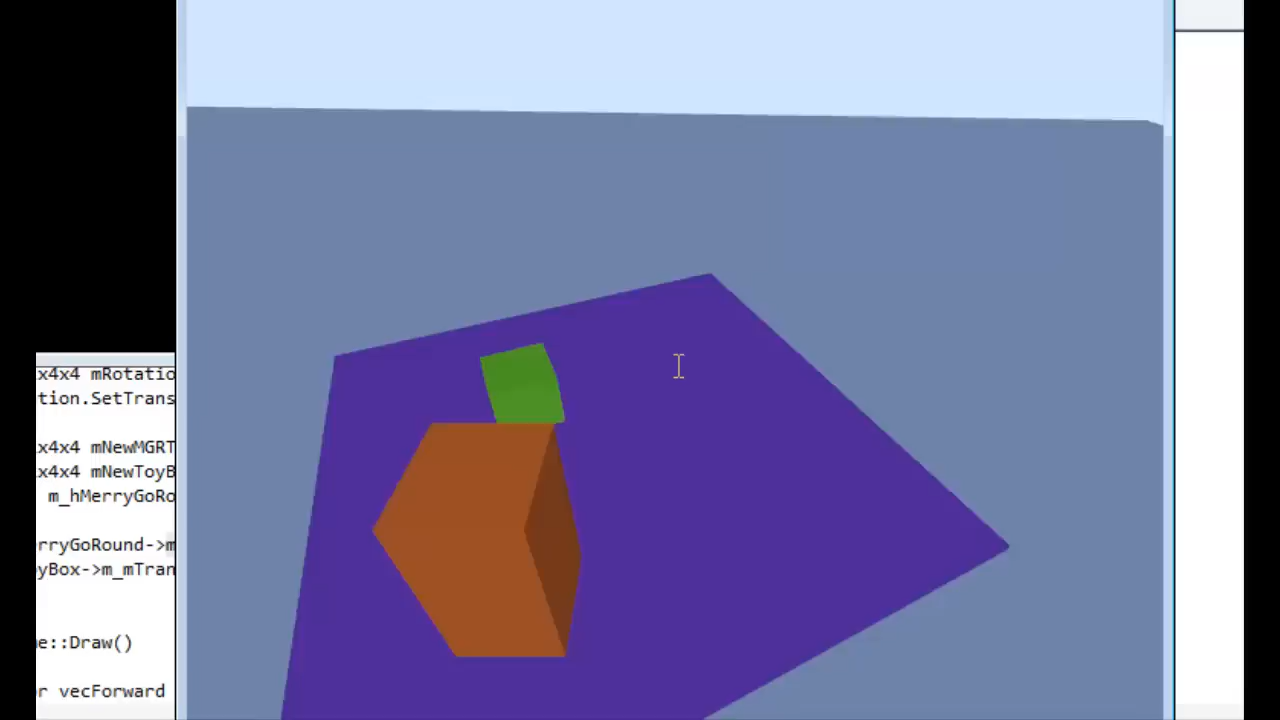 x4x4 mRotatio
tion.SetTrans
x4x4 mNewMGRT
x4x4 mNewToyB
m_hMerryGoRo
rryGoRound->m
yBox->m_mTran
e::Draw()
r vecForward